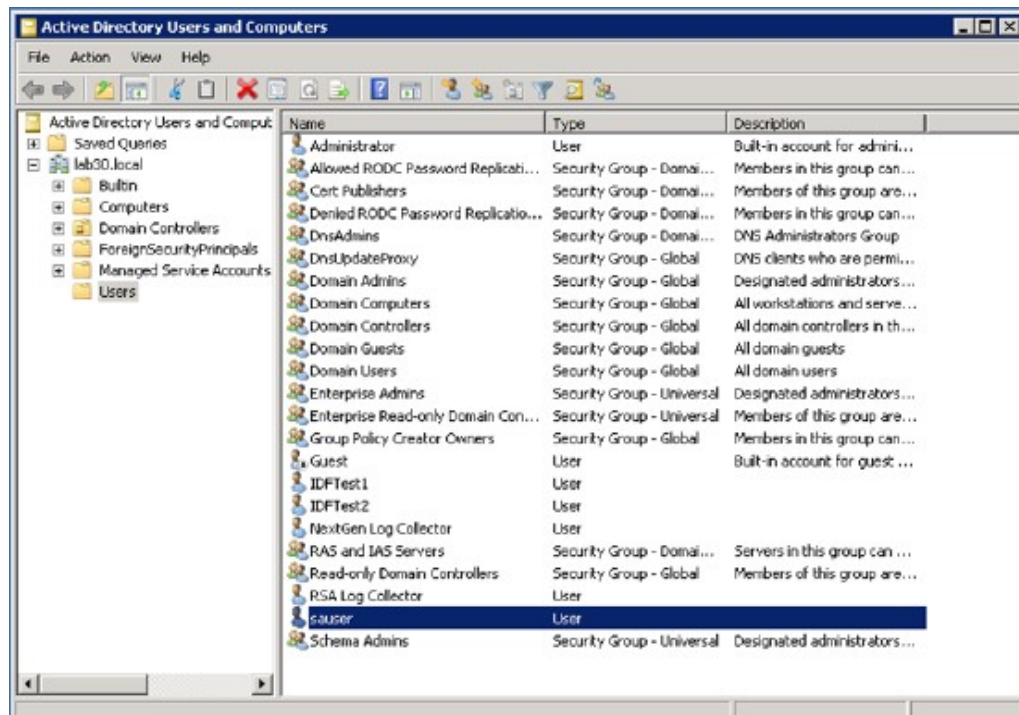 Active Directory Users and Computers
File Action View Help
Active Directory Users and Comput
Saved Queries
lab30.local
Builtin
Computers
Domain Controllers
ForeignSecurityPrincipals
Managed Service Accounts
Users
Name Type Description
Administrator User Built-in account for admini...
Allowed RODC Password Replicati... Security Group - Domai... Members in this group can...
Cert Publishers Security Group - Domai... Members of this group are...
Denied RODC Password Replicatio... Security Group - Domai... Members in this group can...
DnsAdmins Security Group - Domai... DNS Administrators Group
DnsUpdateProxy Security Group - Global DNS clients who are permi...
Domain Admins Security Group - Global Designated administrators...
Domain Computers Security Group - Global All workstations and serve...
Domain Controllers Security Group - Global All domain controllers in th...
Domain Guests Security Group - Global All domain guests
Domain Users Security Group - Global All domain users
Enterprise Admins Security Group - Universal Designated administrators...
Enterprise Read-only Domain Con... Security Group - Universal Members of this group are...
Group Policy Creator Owners Security Group - Global Members in this group can...
Guest User Built-in account for guest ...
IDFTest1 User
IDFTest2 User
NextGen Log Collector User
RAS and IAS Servers Security Group - Domai... Servers in this group can ...
Read-only Domain Controllers Security Group - Global Members of this group are...
RSA Log Collector User
sauser User
Schema Admins Security Group - Universal Designated administrators...